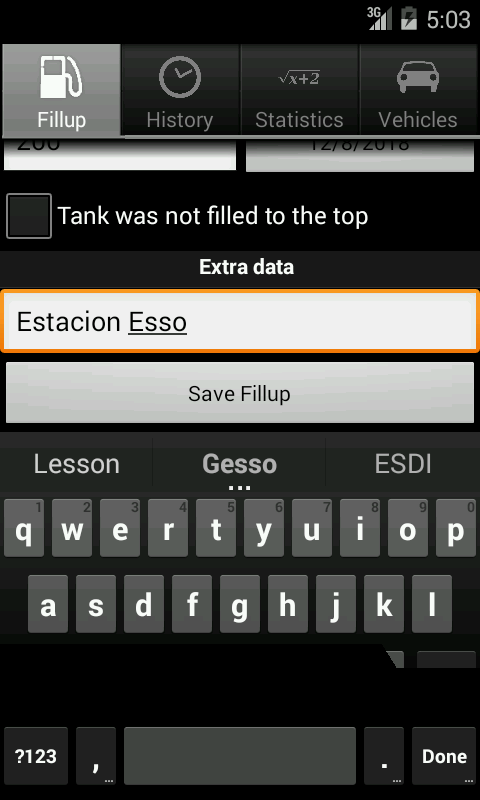 3G 5:03
Fillup History √x+2 Statistics Vehicles
200 12/8/2018
Tank was not filled to the top
Extra data
Estacion Esso
Save Fillup
Lesson Gesso ESDI
...
1 2 3 4 5 6 7 8 9 0
q w e r t y u i o p
a s d f g h j k l
?123 , ... . ... Done ...